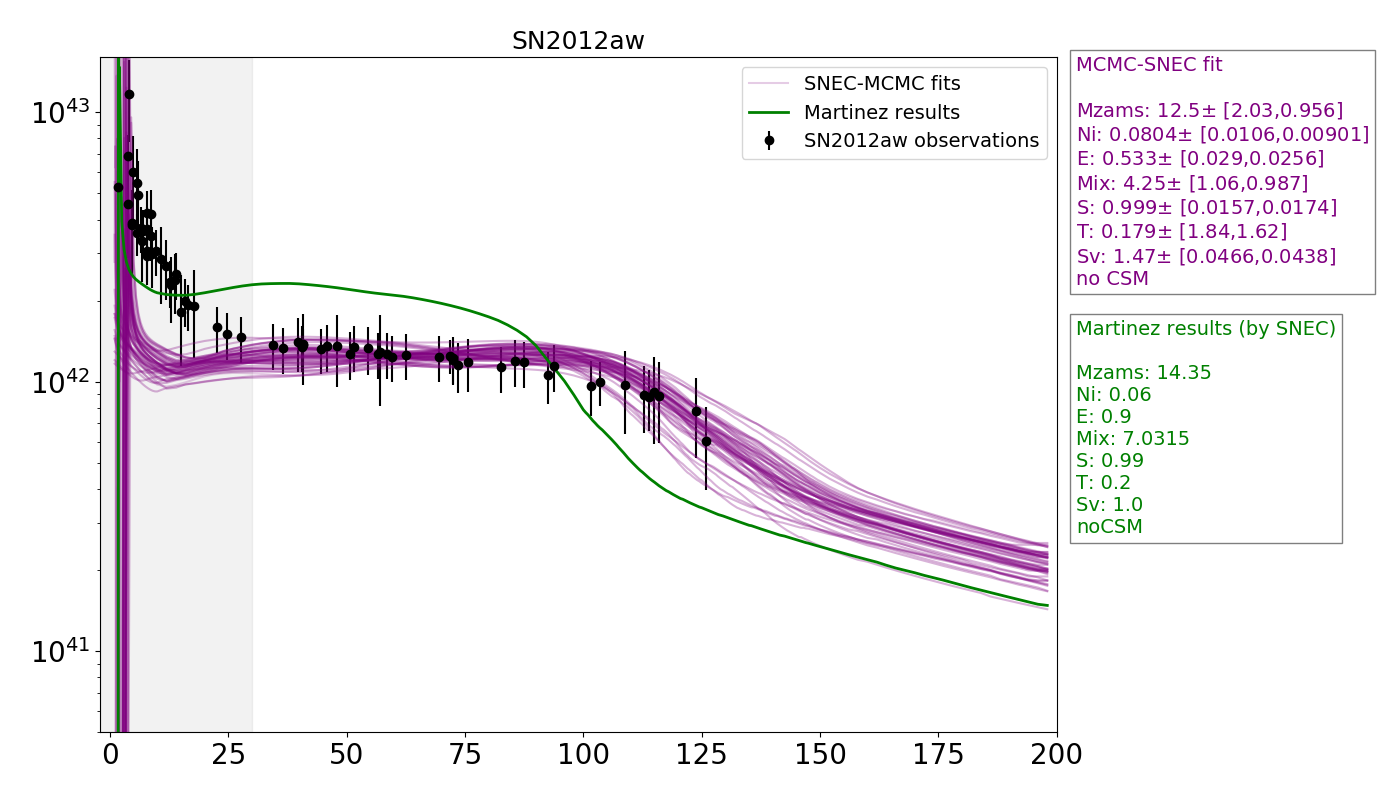 SN2012aw
10^43
10^42
10^41
0 25 50 75 100 125 150 175 200
SNEC-MCMC fits
Martinez results
SN2012aw observations
MCMC-SNEC fit
Mzams: 12.5± [2.03,0.956]
Ni: 0.0804± [0.0106,0.00901]
E: 0.533± [0.029,0.0256]
Mix: 4.25± [1.06,0.987]
S: 0.999± [0.0157,0.0174]
T: 0.179± [1.84,1.62]
Sv: 1.47± [0.0466,0.0438]
no CSM
Martinez results (by SNEC)
Mzams: 14.35
Ni: 0.06
E: 0.9
Mix: 7.0315
S: 0.99
T: 0.2
Sv: 1.0
noCSM